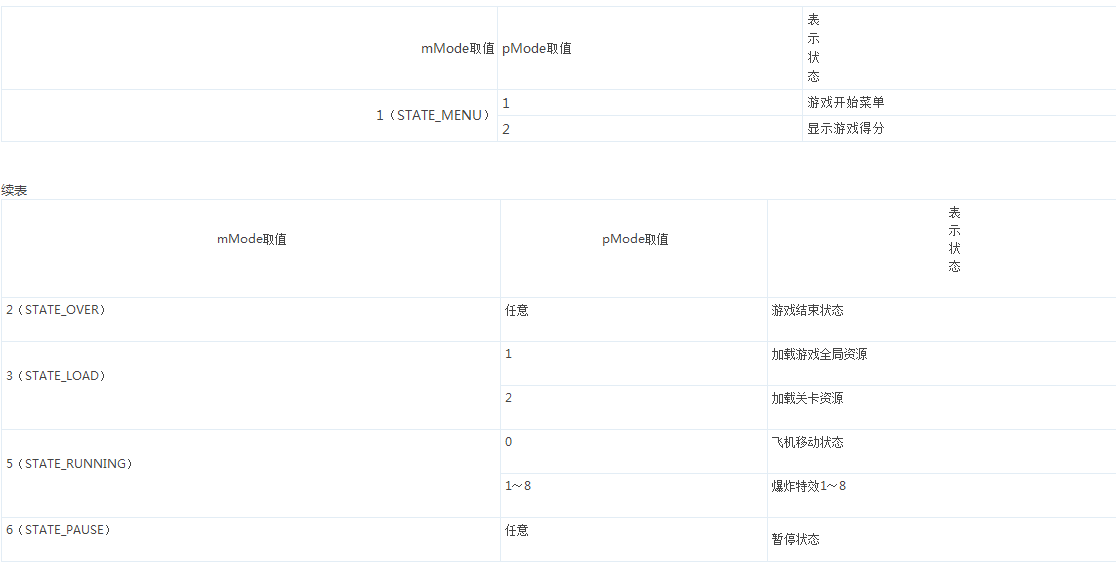 mMode取值 pMode取值 表示状态
1（STATE_MENU） 1 游戏开始菜单
2 显示游戏得分
续表
mMode取值 pMode取值 表示状态
2（STATE_OVER） 任意 游戏结束状态
3（STATE_LOAD） 1 加载游戏全局资源
2 加载关卡资源
5（STATE_RUNNING） 0 飞机移动状态
1～8 爆炸特效1～8
6（STATE_PAUSE） 任意 暂停状态